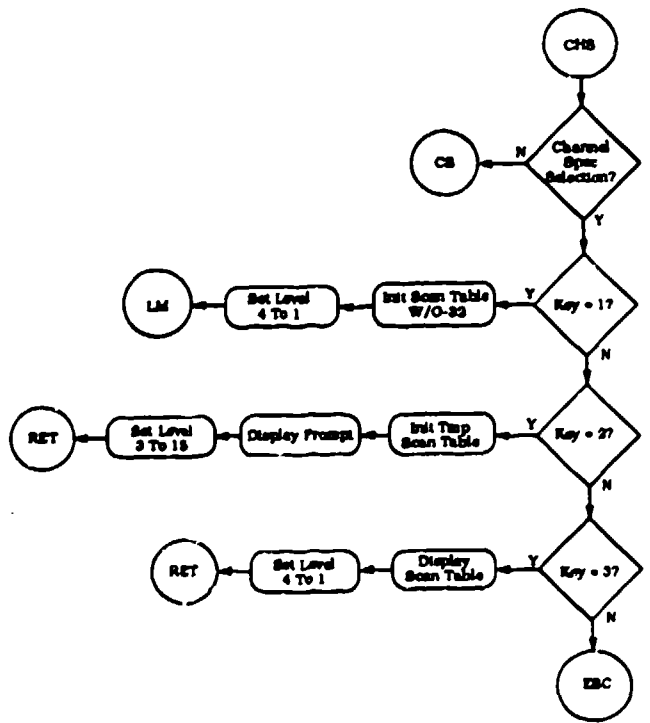 CHS
Channel
Spec
Selection?
N
CS
Y
Key = 1?
Y
Init Scan Table
W/O-32
Set Level
4 To 1
LM
N
Key = 2?
Y
Init Tmp
Scan Table
Display Prompt
Set Level
3 To 15
RET
N
Key = 3?
Y
Display
Scan Table
Set Level
4 To 1
RET
N